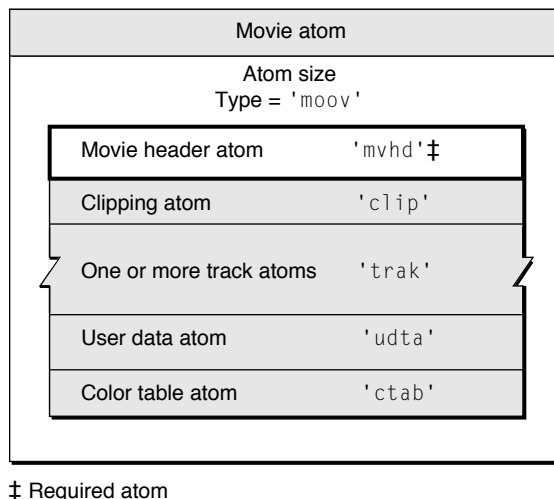 Movie atom
Atom size
Type = 'moov'
Movie header atom 'mvhd'‡
Clipping atom 'clip'
One or more track atoms 'trak'
User data atom 'udta'
Color table atom 'ctab'
‡ Required atom